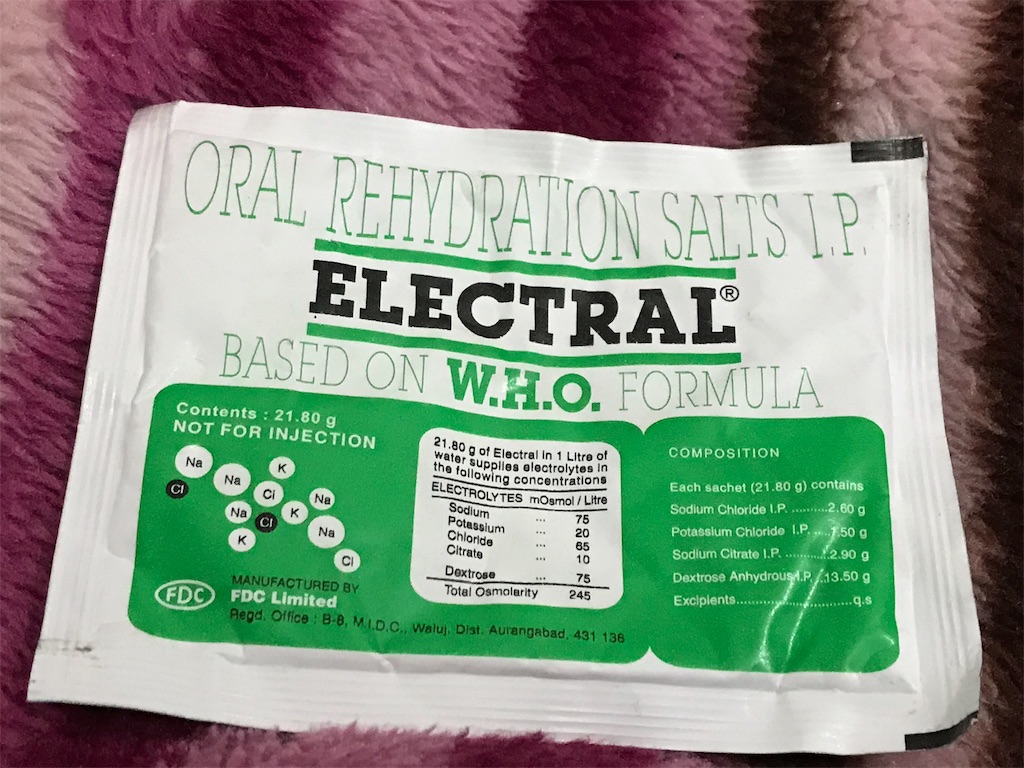 ORAL REHYDRATION SALTS I.P.
ELECTRAL®
BASED ON W.H.O. FORMULA
Contents : 21.80 g
NOT FOR INJECTION
Na
Cl
Na
K
Cl
Na
Na
Cl
K
Na
K
Cl
FDC
MANUFACTURED BY
FDC Limited
Regd. Office : B-8, M.I.D.C., Waluj, Dist. Aurangabad. 431 136
21.80 g of Electral in 1 Litre of
water supplies electrolytes in
the following concentrations
ELECTROLYTES mOsmol / Litre
Sodium ... 75
Potassium ... 20
Chloride ... 65
Citrate ... 10
Dextrose ... 75
Total Osmolarity 245
COMPOSITION
Each sachet (21.80 g) contains
Sodium Chloride I.P. ..........2.60 g
Potassium Chloride I.P. .....1.50 g
Sodium Citrate I.P. ............2.90 g
Dextrose Anhydrous I.P. ..13.50 g
Excipients............................q.s